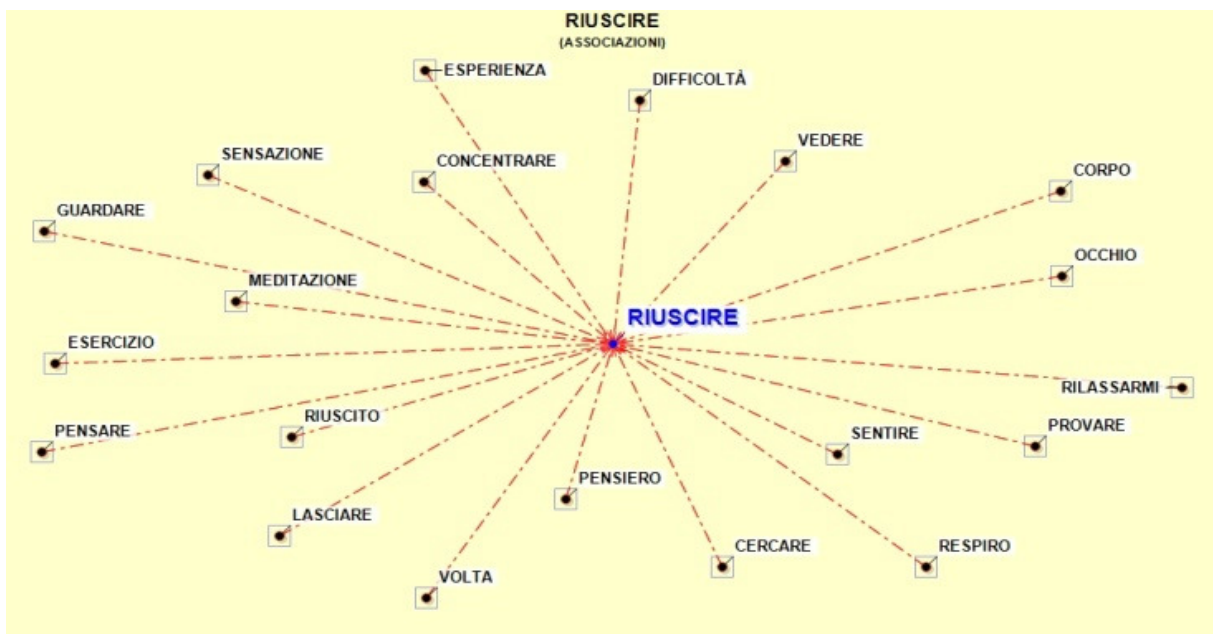 RIUSCIRE
(ASSOCIAZIONI)
ESPERIENZA
DIFFICOLTÀ
VEDERE
SENSAZIONE
CONCENTRARE
CORPO
GUARDARE
OCCHIO
MEDITAZIONE
RIUSCIRE
ESERCIZIO
RILASSARMI
RIUSCITO
PROVARE
PENSARE
SENTIRE
PENSIERO
LASCIARE
CERCARE
RESPIRO
VOLTA